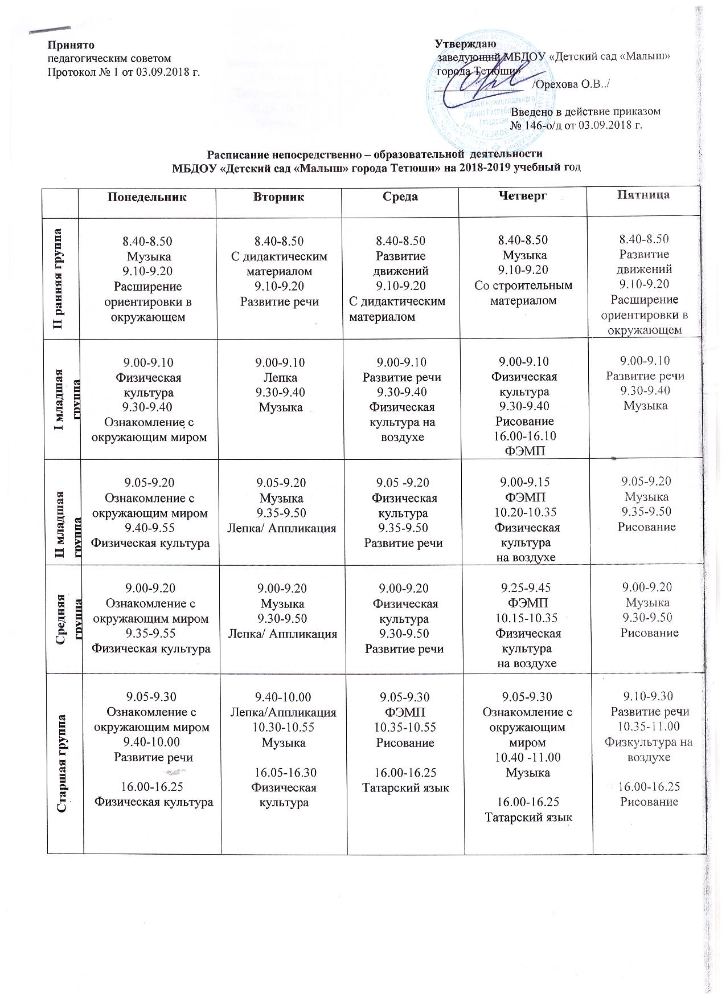 Принято
педагогическим советом
Протокол № 1 от 03.09.2018 г.
Утверждаю
заведующий МБДОУ «Детский сад «Малыш»
города Тетюши»
/Орехова О.В../
Введено в действие приказом
№ 146-о/д от 03.09.2018 г.
Расписание непосредственно – образовательной деятельности
МБДОУ «Детский сад «Малыш» города Тетюши» на 2018-2019 учебный год
Понедельник
Вторник
Среда
Четверг
Пятница
II ранняя группа
8.40-8.50
Музыка
9.10-9.20
Расширение
ориентировки в
окружающем
8.40-8.50
С дидактическим
материалом
9.10-9.20
Развитие речи
8.40-8.50
Развитие
движений
9.10-9.20
С дидактическим
материалом
8.40-8.50
Музыка
9.10-9.20
Со строительным
материалом
8.40-8.50
Развитие
движений
9.10-9.20
Расширение
ориентировки в
окружающем
I младшая
группа
9.00-9.10
Физическая
культура
9.30-9.40
Ознакомление с
окружающим миром
9.00-9.10
Лепка
9.30-9.40
Музыка
9.00-9.10
Развитие речи
9.30-9.40
Физическая
культура на
воздухе
9.00-9.10
Физическая
культура
9.30-9.40
Рисование
16.00-16.10
ФЭМП
9.00-9.10
Развитие речи
9.30-9.40
Музыка
II младшая
группа
9.05-9.20
Ознакомление с
окружающим миром
9.40-9.55
Физическая культура
9.05-9.20
Музыка
9.35-9.50
Лепка/ Аппликация
9.05 -9.20
Физическая
культура
9.35-9.50
Развитие речи
9.00-9.15
ФЭМП
10.20-10.35
Физическая
культура
на воздухе
9.05-9.20
Музыка
9.35-9.50
Рисование
Средняя
группа
9.00-9.20
Ознакомление с
окружающим миром
9.35-9.55
Физическая культура
9.00-9.20
Музыка
9.30-9.50
Лепка/ Аппликация
9.00-9.20
Физическая
культура
9.30-9.50
Развитие речи
9.25-9.45
ФЭМП
10.15-10.35
Физическая
культура
на воздухе
9.00-9.20
Музыка
9.30-9.50
Рисование
Старшая группа
9.05-9.30
Ознакомление с
окружающим миром
9.40-10.00
Развитие речи
16.00-16.25
Физическая культура
9.40-10.00
Лепка/Аппликация
10.30-10.55
Музыка
16.05-16.30
Физическая
культура
9.05-9.30
ФЭМП
10.35-10.55
Рисование
16.00-16.25
Татарский язык
9.05-9.30
Ознакомление с
окружающим
миром
10.40 -11.00
Музыка
16.00-16.25
Татарский язык
9.10-9.30
Развитие речи
10.35-11.00
Физкультура на
воздухе
16.00-16.25
Рисование